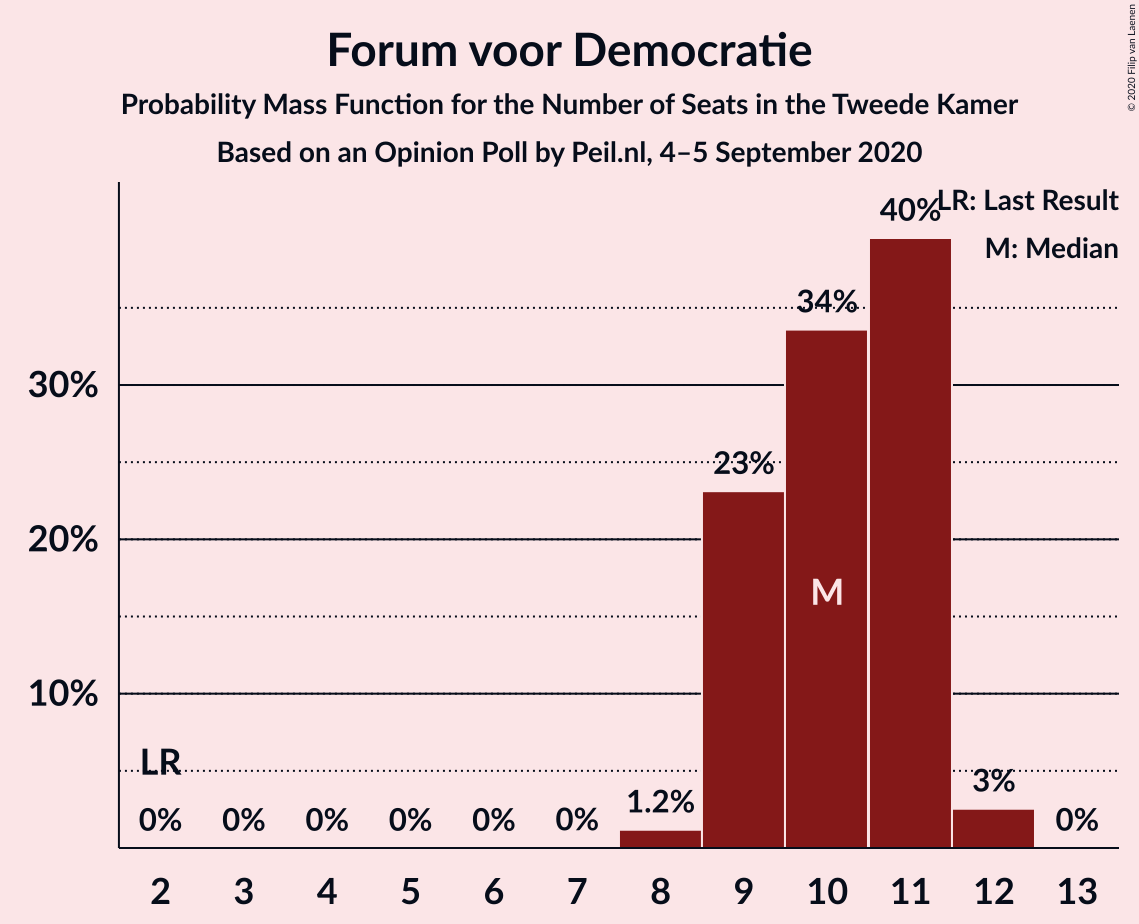 Forum voor Democratie
Probability Mass Function for the Number of Seats in the Tweede Kamer
Based on an Opinion Poll by Peil.nl, 4–5 September 2020
© 2020 Filip van Laenen
LR: Last Result
M: Median
40%
34%
30%
23%
20%
M
10%
LR
0% 0% 0% 0% 0% 0% 1.2% 3% 0%
2 3 4 5 6 7 8 9 10 11 12 13